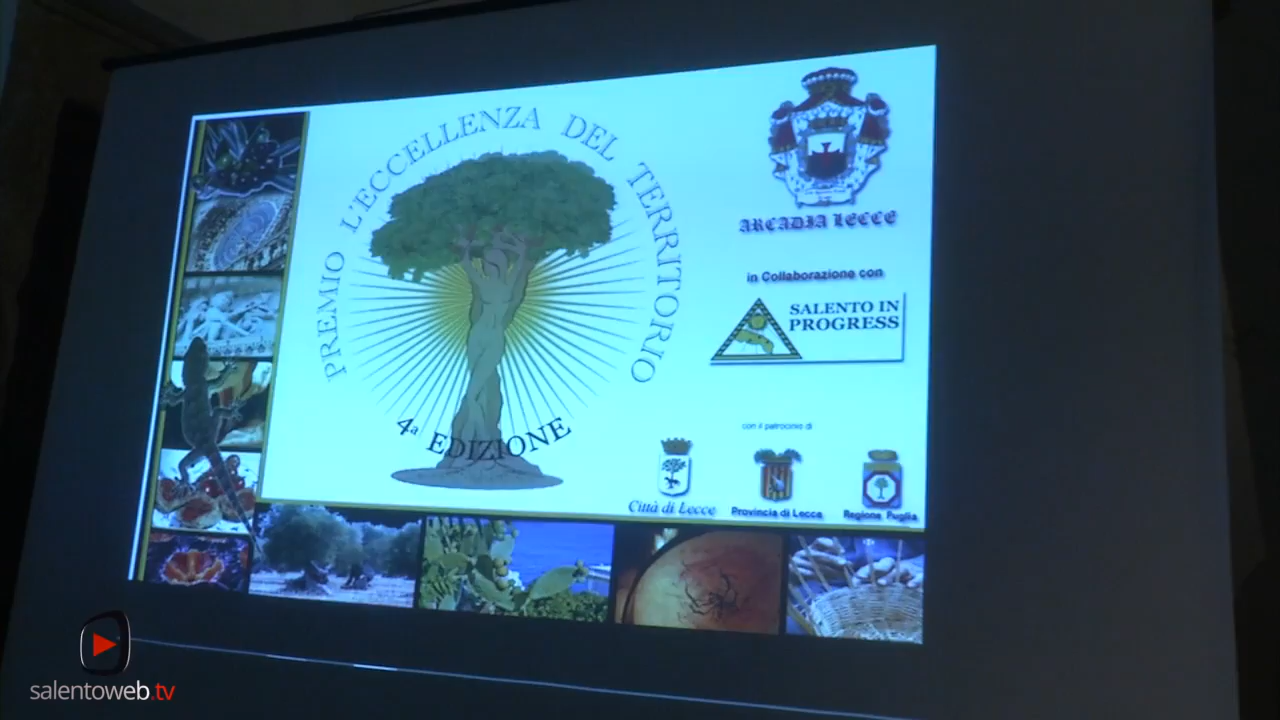 PREMIO L'ECCELLENZA DEL TERRITORIO
4a EDIZIONE
ARCADIA LECCE
in Collaborazione con
SALENTO IN
PROGRESS
con il patrocinio di
Città di Lecce
Provincia di Lecce
Regione Puglia
salentoweb.tv